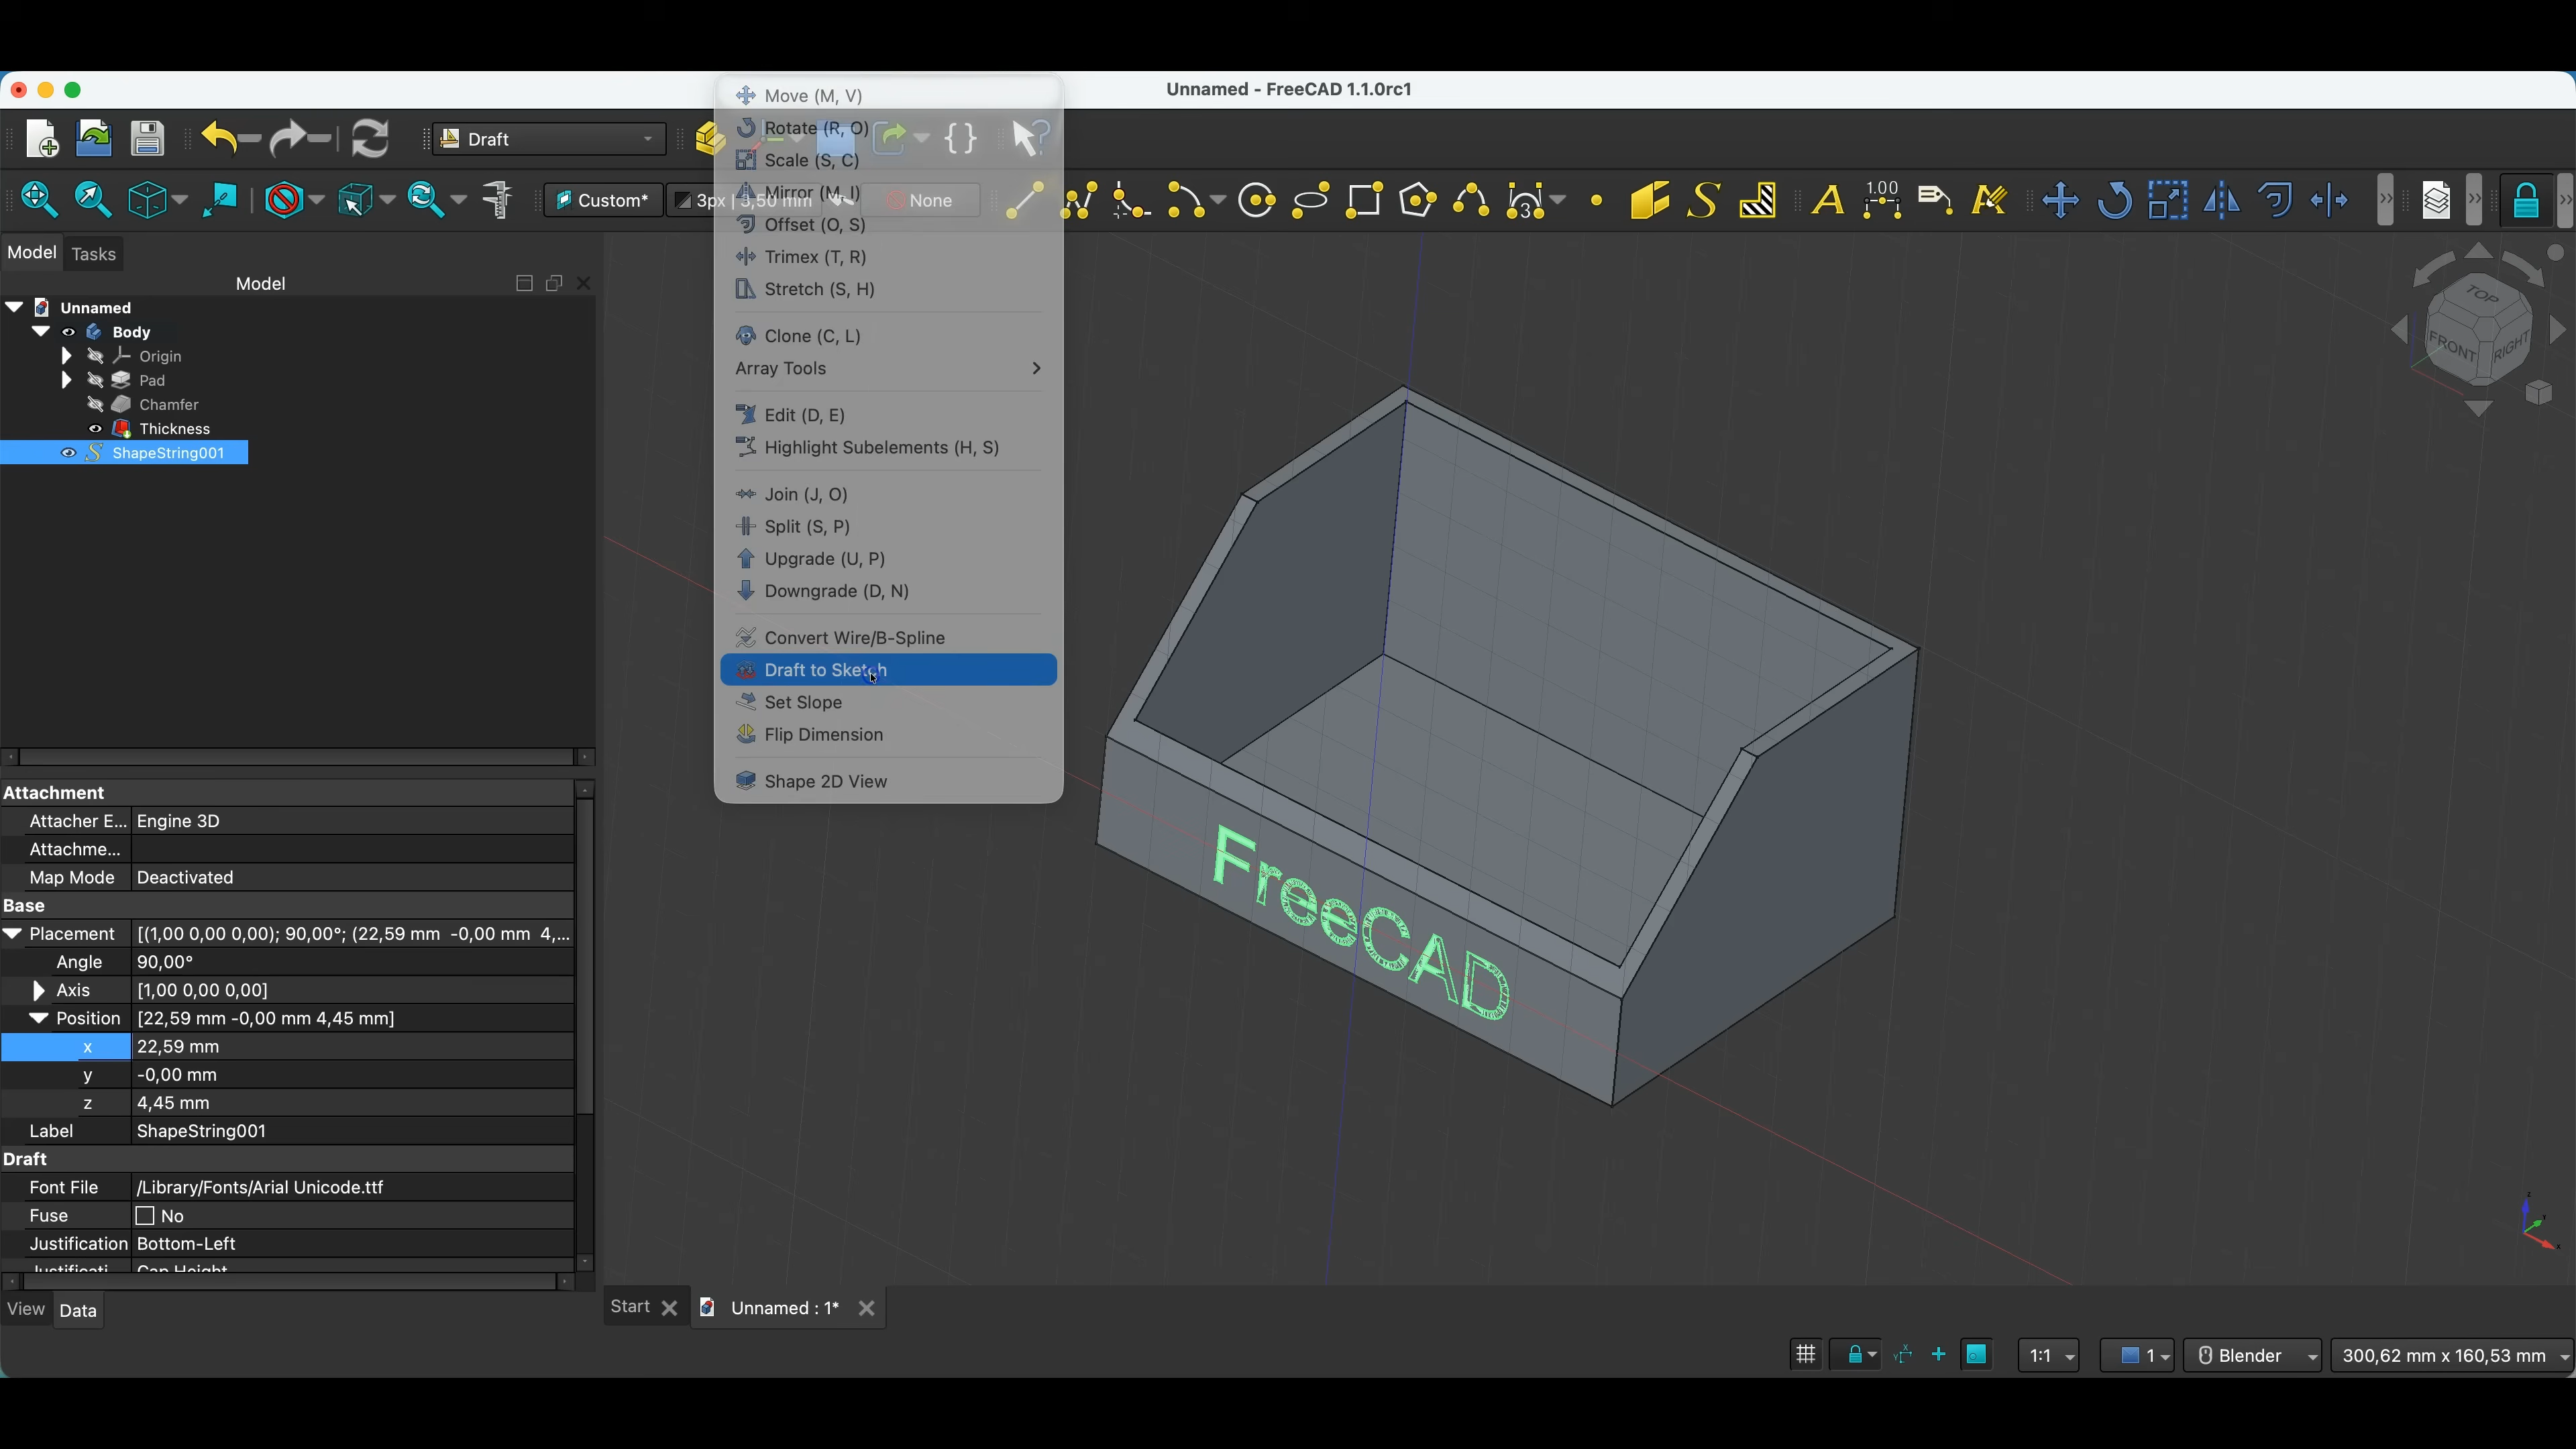 Unnamed - FreeCAD 1.1.0rc1
Draft
Custom*
3px | 3,50 mm
None
1.00
Move (M, V)
Rotate (R, O)
Scale (S, C)
Mirror (M, I)
Offset (O, S)
Trimex (T, R)
Stretch (S, H)
Clone (C, L)
Array Tools
Edit (D, E)
Highlight Subelements (H, S)
Join (J, O)
Split (S, P)
Upgrade (U, P)
Downgrade (D, N)
Convert Wire/B-Spline
Draft to Sketch
Set Slope
Flip Dimension
Shape 2D View
Model
Tasks
Model
Unnamed
Body
Origin
Pad
Chamfer
Thickness
ShapeString001
Attachment
Attacher E... Engine 3D
Attachme...
Map Mode Deactivated
Base
Placement [(1,00 0,00 0,00); 90,00°; (22,59 mm -0,00 mm 4,...
Angle 90,00°
Axis [1,00 0,00 0,00]
Position [22,59 mm -0,00 mm 4,45 mm]
x 22,59 mm
y -0,00 mm
z 4,45 mm
Label ShapeString001
Draft
Font File /Library/Fonts/Arial Unicode.ttf
Fuse No
Justification Bottom-Left
Justificati... Cap Height
View
Data
TOP
FRONT
RIGHT
FreeCAD
Start
Unnamed : 1*
1:1
1
Blender
300,62 mm x 160,53 mm